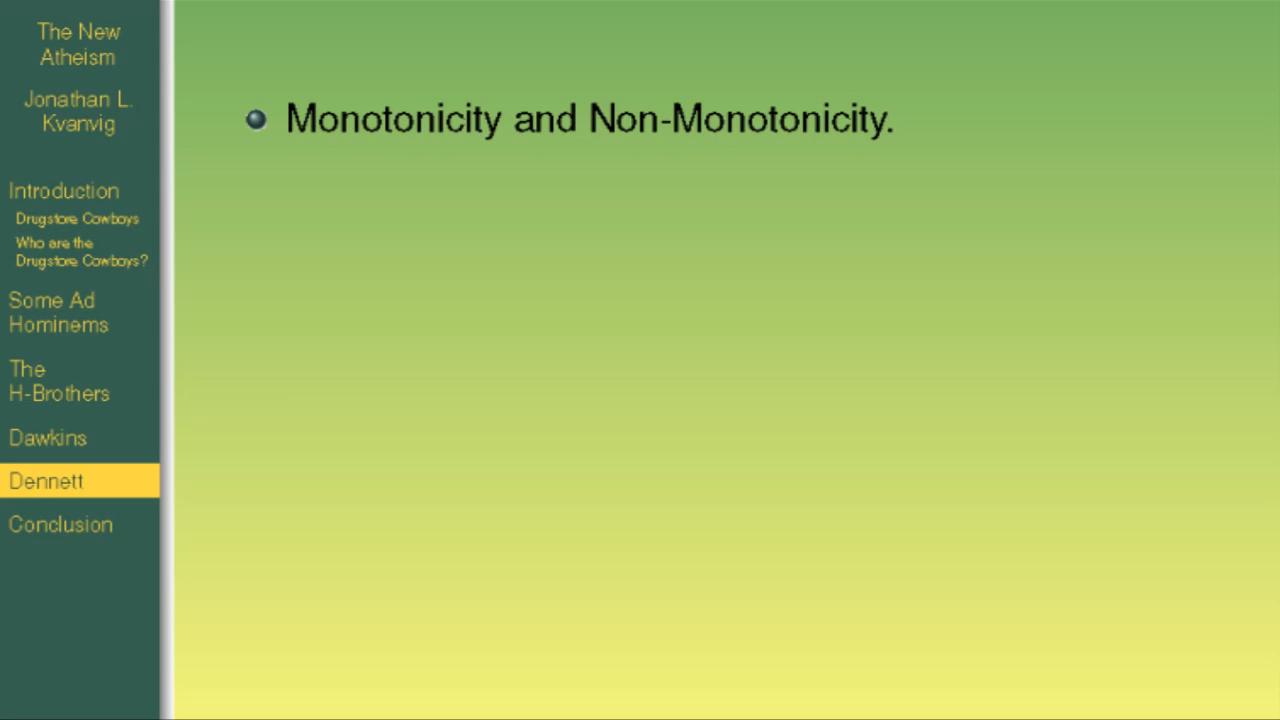 The New
Atheism
Jonathan L.
Kvanvig
Introduction
Drugstore Cowboys
Who are the
Drugstore Cowboys?
Some Ad
Hominems
The
H-Brothers
Dawkins
Dennett
Conclusion
Monotonicity and Non-Monotonicity.